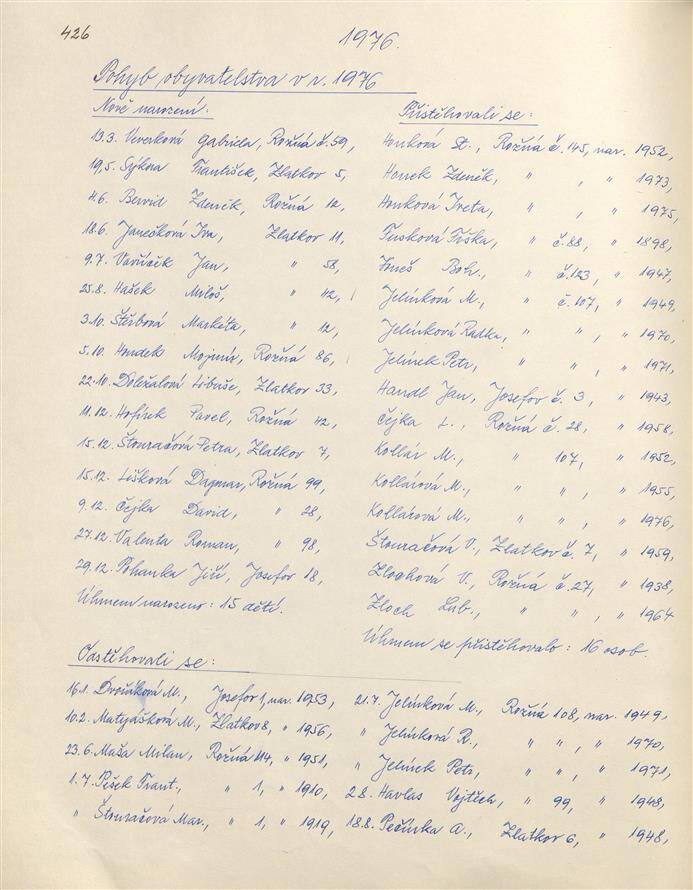 426
1976.
Pohyb obyvatelstva v r. 1976
Nově narození:
13.3. Veverková Gabriela, Rožná č. 59,
19.5. Sýkora František, Zlatkov 5,
4.6. Zdeněk, Rožná 12,
18.6. Janečková Iva, Zlatkov 11,
9.7. Jan, " 58,
25.8. Hašek Miloš, " 42,
3.10. Štěrbová Markéta, " 12,
5.10. Houdek Mojmír, Rožná 86,
22.10. Doležalová Libuše, Zlatkov 33,
11.12. Hofírek Pavel, Rožná 42,
15.12. Štouračová Petra, Zlatkov 7,
15.12. Lišková Dagmar, Rožná 99,
9.12. Čejka David, " 28,
27.12. Valenta Roman, " 98,
29.12. Pohanka Jiří, Josefov 18,
Úhrnem narozeno: 15 dětí.
Přistěhovali se:
Honková St., Rožná č. 145, nar. 1952,
Honek Zdeněk, " , " 1973,
Honková Iveta, " , " 1975,
" č. 88, " 1898,
Boh., " č. 123, " 1947,
Jelínková M., " č. 107, " 1949,
Jelínková Radka, " " , " 1970,
Jelínek Petr, " " , " 1971,
Handl Jan, Josefov č. 3, " 1943,
Čejka L., Rožná č. 28, " 1958,
Kollár M., " 107, " 1952,
Kollárová M., " " , " 1955,
Kollárová M., " " , " 1976,
Štouračová V., Zlatkov č. 7, " 1959,
Zlochová V., Rožná č. 27, " 1938,
Zloch Lub., " " , " 1964
Úhrnem se přistěhovalo: 16 osob.
Odstěhovali se:
16.1. Dvořáková M., Josefov 1, nar. 1953,
10.2. Matyášková M., Zlatkov 8, " 1956,
23.6. Maša Milan, Rožná 114, " 1951,
1.7. Pešek Frant., " 1, " 1910,
" Štouračová Mar., " 1, " 1919,
21.7. Jelínková M., Rožná 108, nar. 1949,
" Jelínková R., " " , " 1970,
" Jelínek Petr, " " , " 1971,
2.8. Havlas Vojtěch, " 99, " 1948,
18.8. Pečinka A., Zlatkov 6, " 1948,